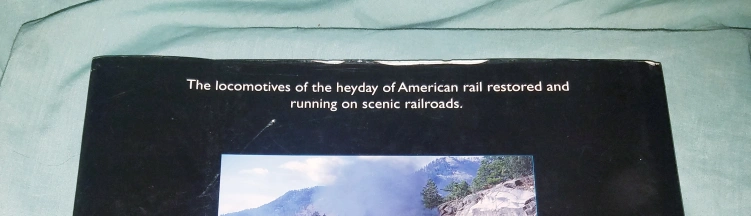 The locomotives of the heyday of American rail restored and
running on scenic railroads.